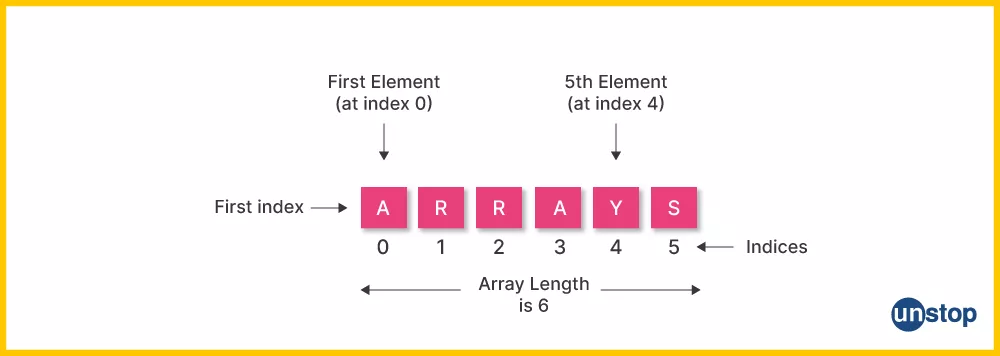 First Element
(at index 0)
5th Element
(at index 4)
First index
A R R A Y S
0 1 2 3 4 5
Indices
Array Length
is 6
unstop